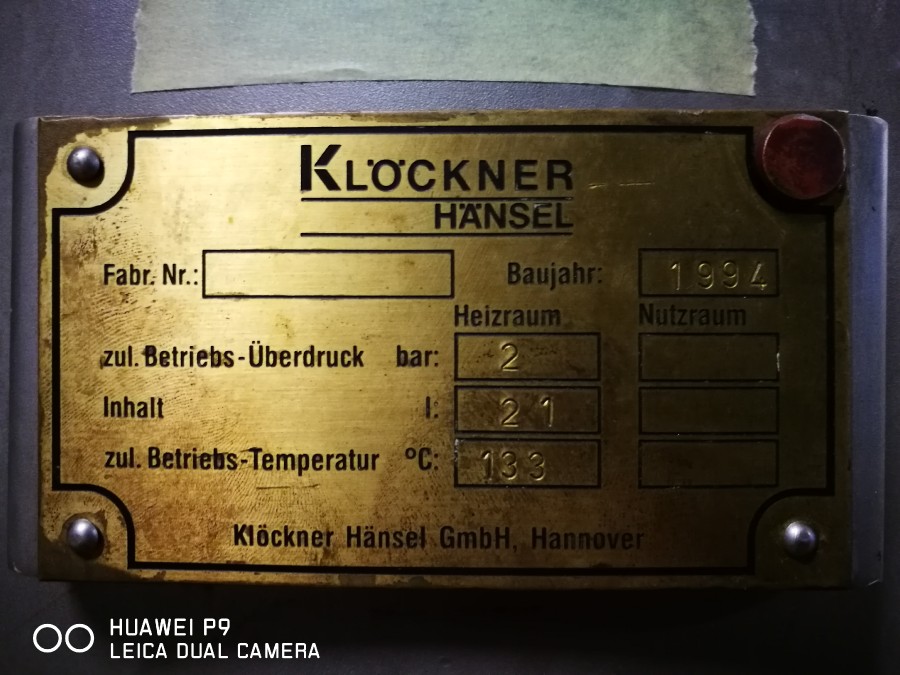 KLÖCKNER
HÄNSEL
Fabr. Nr.: Baujahr: 1994
Heizraum Nutzraum
zul. Betriebs-Überdruck bar: 2
Inhalt l: 21
zul. Betriebs-Temperatur °C: 133
Klöckner Hänsel GmbH, Hannover
HUAWEI P9
LEICA DUAL CAMERA